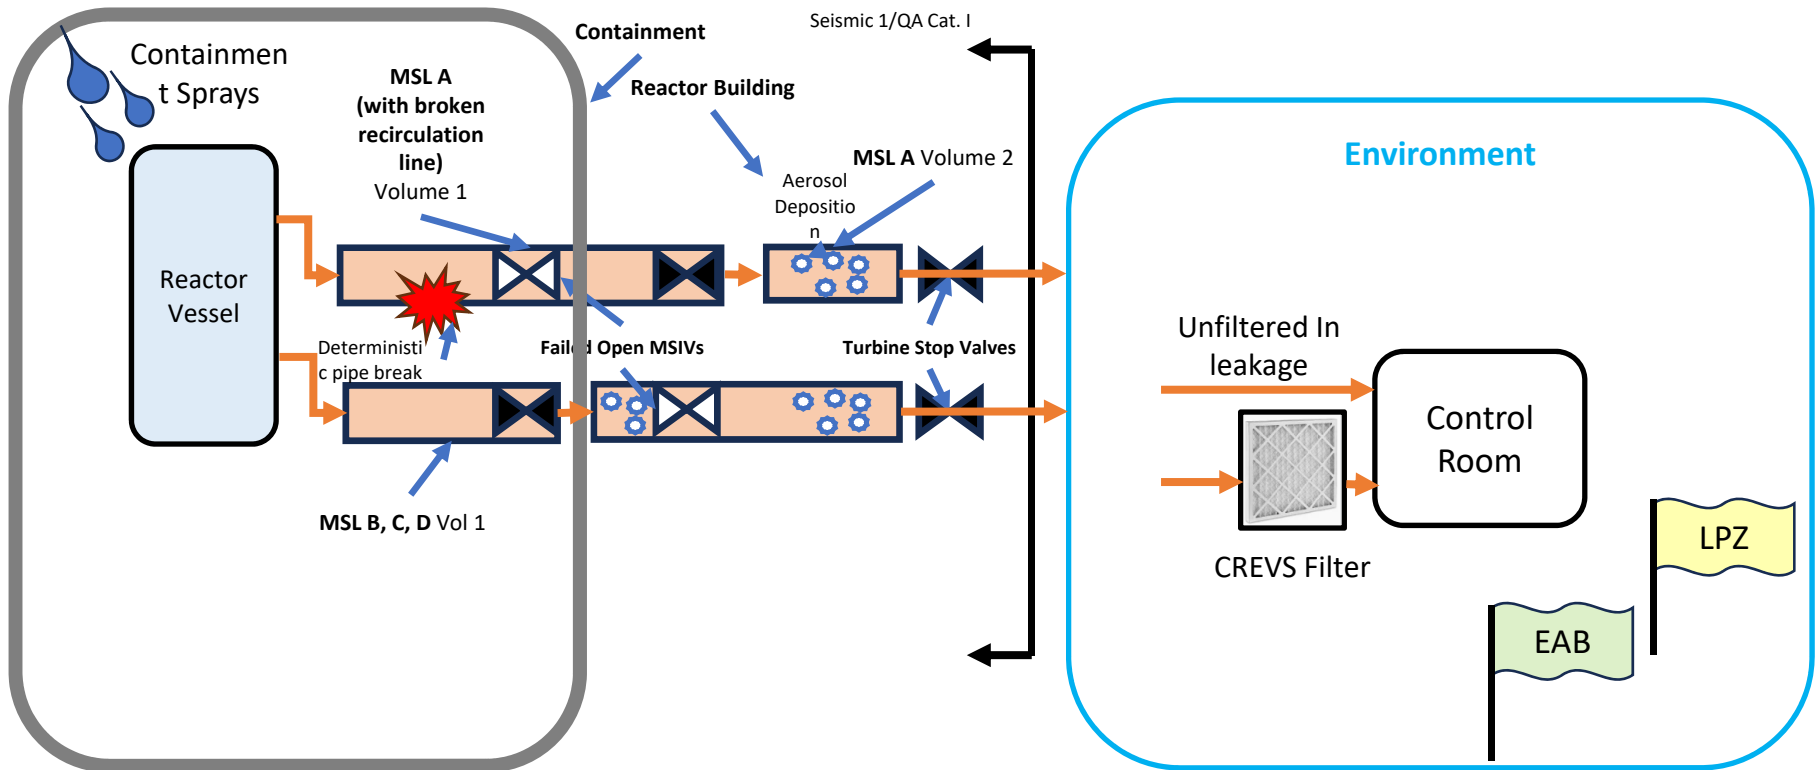 Containmen
t Sprays
MSL A
(with broken
recirculation
line)
Volume 1
Containment
Reactor Building
Seismic 1/QA Cat. I
MSL A Volume 2
Aerosol
Depositio
n
Environment
Reactor
Vessel
Deterministi
c pipe break
Failed Open MSIVs
Turbine Stop Valves
MSL B, C, D Vol 1
Unfiltered In
leakage
Control
Room
CREVS Filter
LPZ
EAB